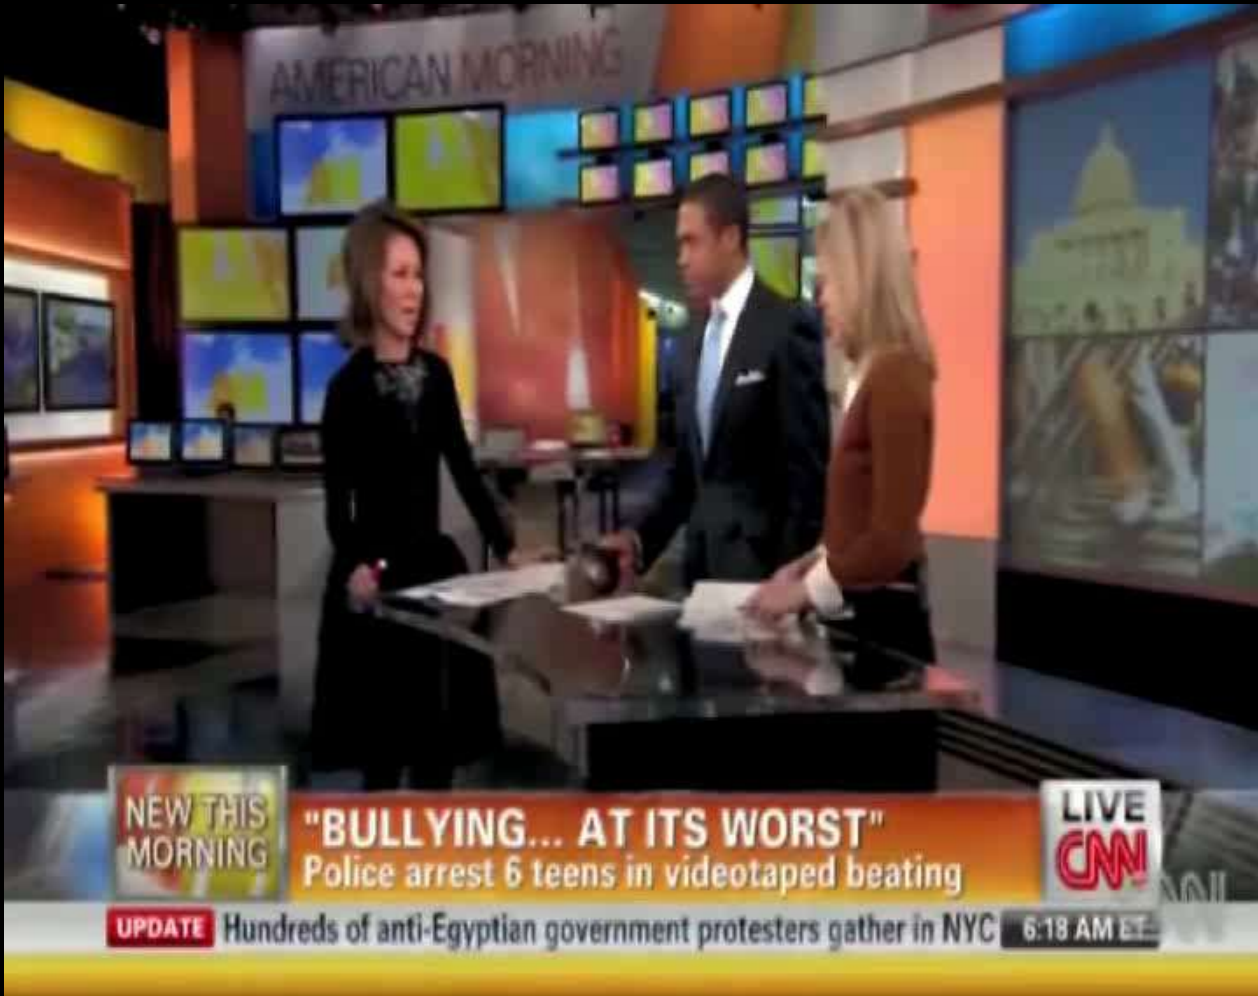 AMERICAN MORNING
NEW THIS
MORNING
"BULLYING... AT ITS WORST"
Police arrest 6 teens in videotaped beating
LIVE
CNN
UPDATE Hundreds of anti-Egyptian government protesters gather in NYC 6:18 AM ET